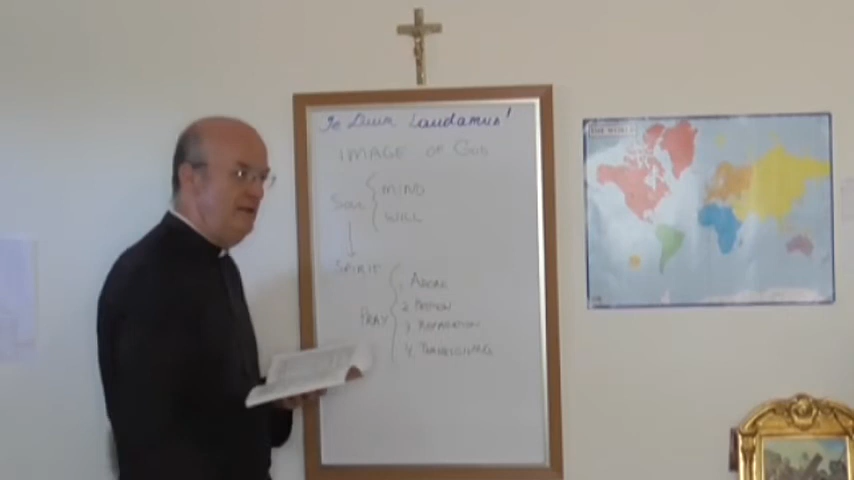 Te Deum Laudamus!
IMAGE OF GOD
SOUL { MIND
WILL
SPIRIT
PRAY { 1. ADORE
2. PETITION
3. REPARATION
4. THANKSGIVING
THE WORLD